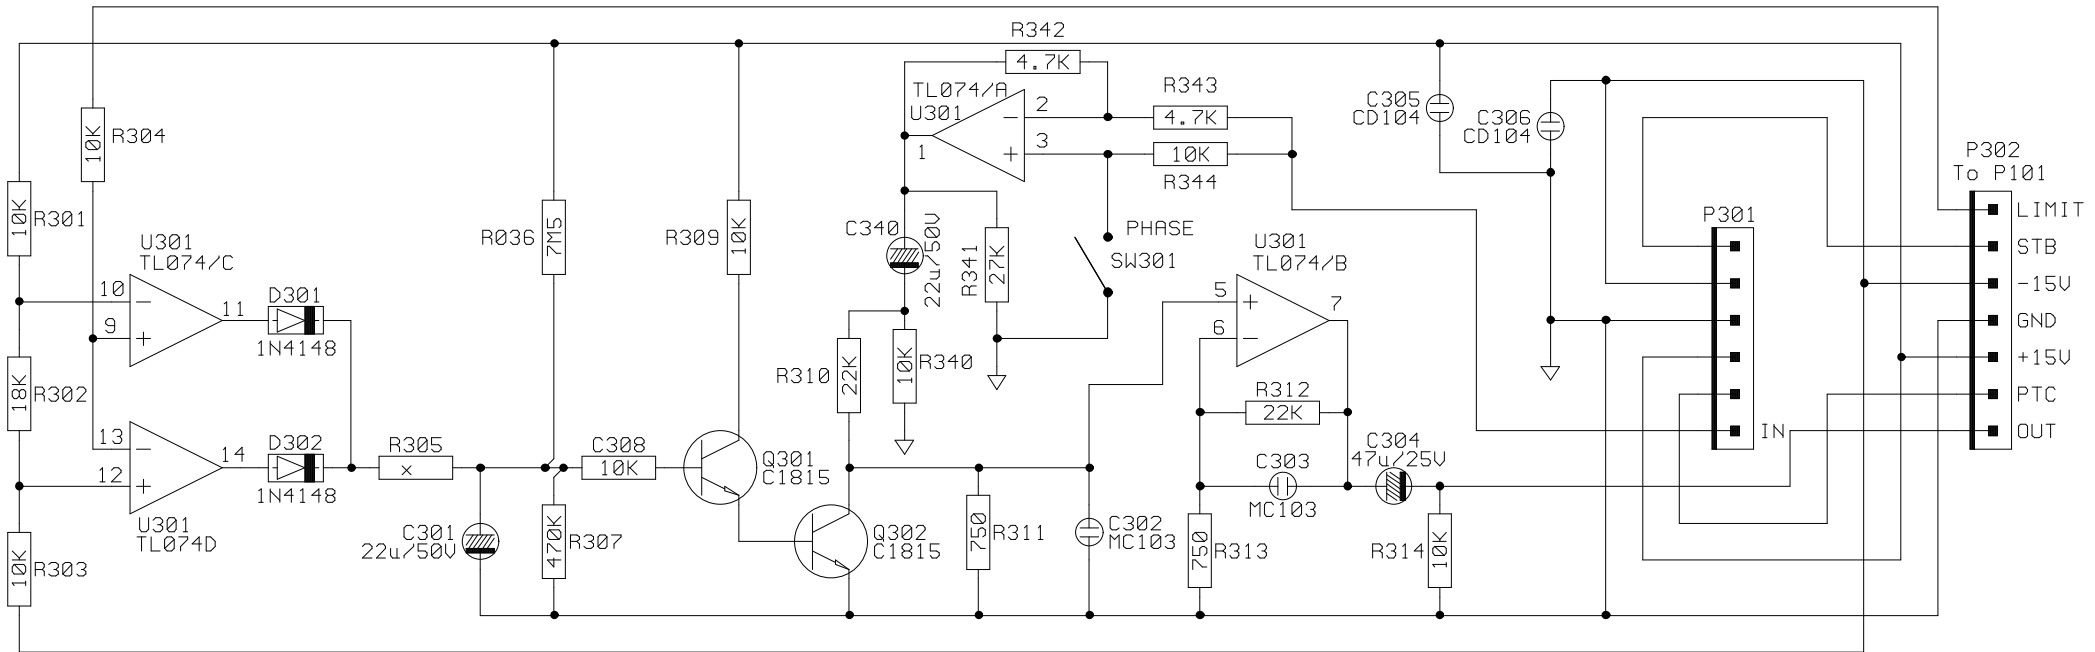 R342
4.7K
TL074/A
U301
2
3
1
R343
4.7K
10K
R344
C305
CD104
C306
CD104
P302
To P101
LIMIT
STB
-15V
GND
+15V
PTC
OUT
P301
IN
10K
R304
10K
R301
U301
TL074/C
10
9
11
D301
1N4148
18K
R302
13
12
14
D302
1N4148
U301
TL074D
10K
R303
R305
x
C301
22u/50V
R036
7M5
470K
R307
C308
10K
R309
10K
Q301
C1815
Q302
C1815
C340
22u/50V
R341
27K
PHASE
SW301
R310
22K
10K
R340
750
R311
C302
MC103
U301
TL074/B
5
6
7
R312
22K
C303
MC103
C304
47u/25V
750
R313
R314
10K